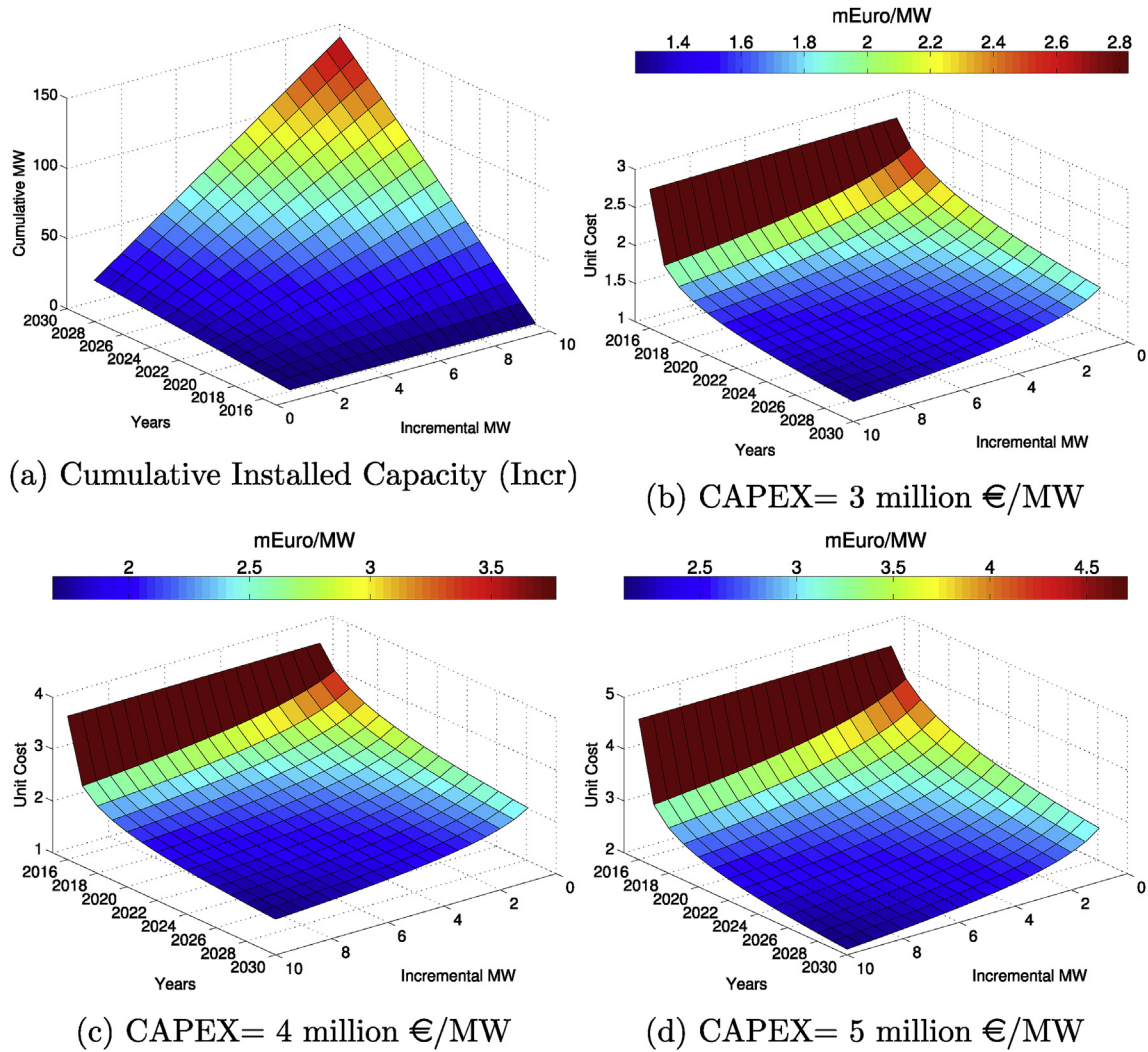 mEuro/MW
1.4 1.6 1.8 2 2.2 2.4 2.6 2.8
150
100
50
0
Cumulative MW
2030
2028
2026
2024
2022
2020
2018
2016
Years
0 2 4 6 8 10
Incremental MW
3
2.5
2
1.5
1
Unit Cost
2016
2018
2020
2022
2024
2026
2028
2030
Years
10 8 6 4 2 0
Incremental MW
(a) Cumulative Installed Capacity (Incr)
(b) CAPEX= 3 million €/MW
mEuro/MW
2 2.5 3 3.5
4
3
2
1
Unit Cost
2016
2018
2020
2022
2024
2026
2028
2030
Years
10 8 6 4 2 0
Incremental MW
(c) CAPEX= 4 million €/MW
mEuro/MW
2.5 3 3.5 4 4.5
5
4
3
2
Unit Cost
2016
2018
2020
2022
2024
2026
2028
2030
Years
10 8 6 4 2 0
Incremental MW
(d) CAPEX= 5 million €/MW